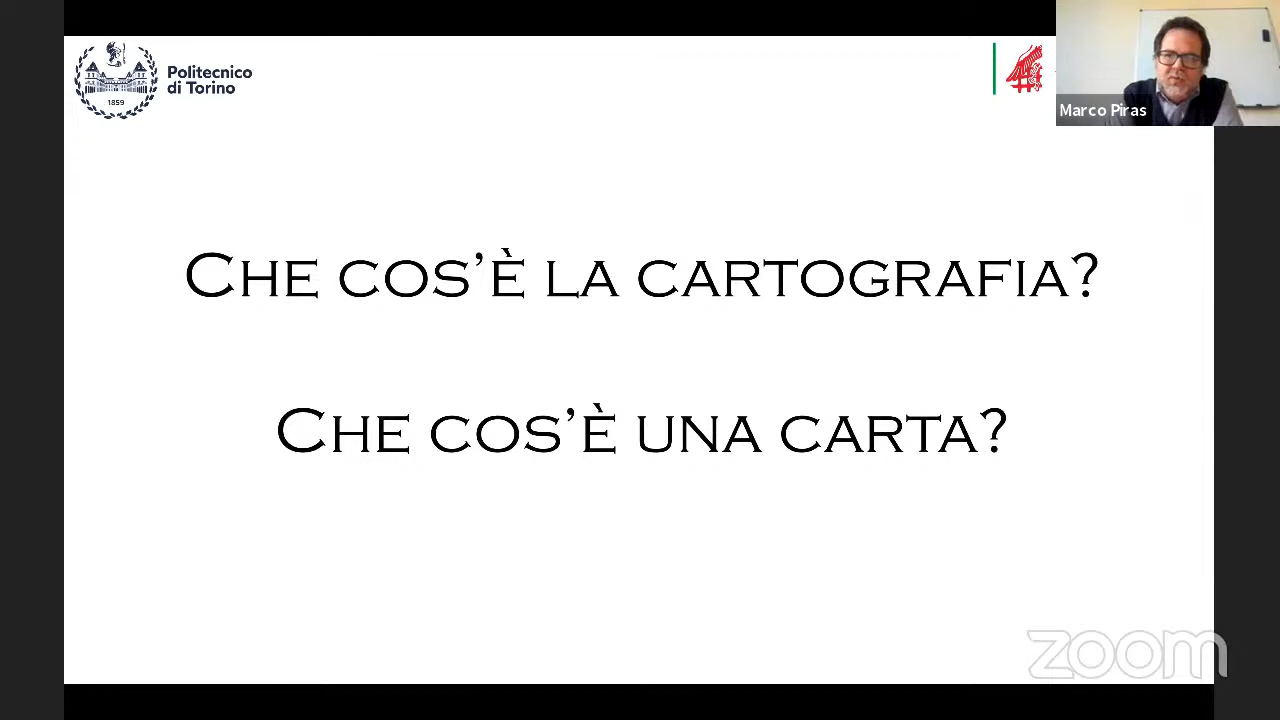 Politecnico
di Torino
1859
Marco Piras
CHE COS'È LA CARTOGRAFIA?
CHE COS'È UNA CARTA?
zoom